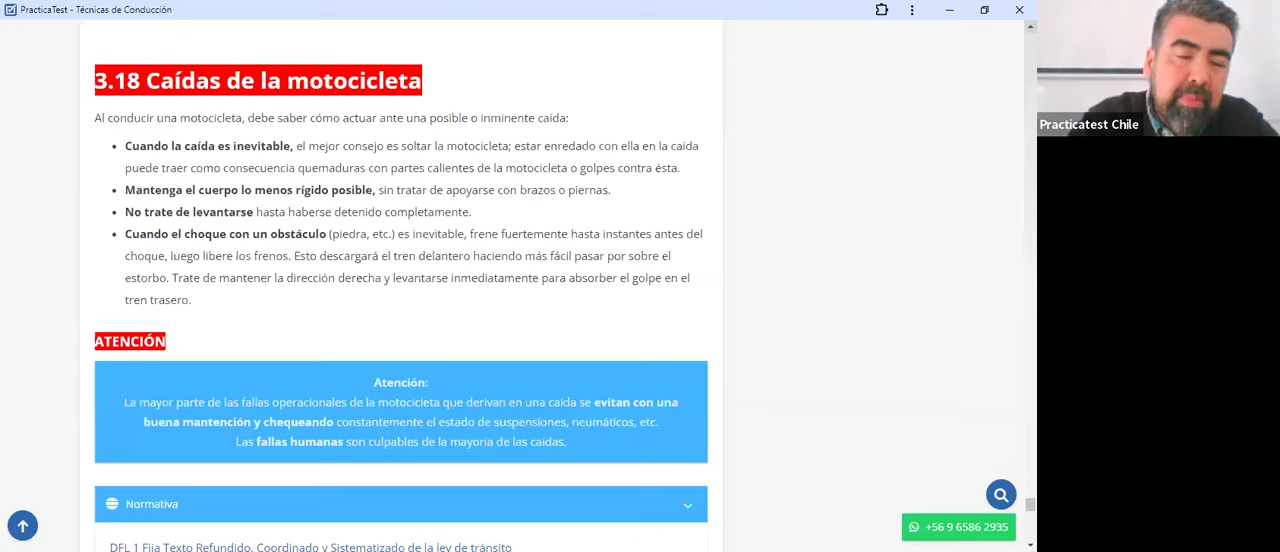 PracticaTest - Técnicas de Conducción
3.18 Caídas de la motocicleta
Al conducir una motocicleta, debe saber cómo actuar ante una posible o inminente caída:
• Cuando la caída es inevitable, el mejor consejo es soltar la motocicleta; estar enredado con ella en la caída
puede traer como consecuencia quemaduras con partes calientes de la motocicleta o golpes contra ésta.
• Mantenga el cuerpo lo menos rígido posible, sin tratar de apoyarse con brazos o piernas.
• No trate de levantarse hasta haberse detenido completamente.
• Cuando el choque con un obstáculo (piedra, etc.) es inevitable, frene fuertemente hasta instantes antes del
choque, luego libere los frenos. Esto descargará el tren delantero haciendo más fácil pasar por sobre el
estorbo. Trate de mantener la dirección derecha y levantarse inmediatamente para absorber el golpe en el
tren trasero.
ATENCIÓN
Atención:
La mayor parte de las fallas operacionales de la motocicleta que derivan en una caída se evitan con una
buena mantención y chequeando constantemente el estado de suspensiones, neumáticos, etc.
Las fallas humanas son culpables de la mayoría de las caídas.
Normativa
DFL 1 Fija Texto Refundido, Coordinado y Sistematizado de la ley de tránsito
+56 9 6586 2935
Practicatest Chile